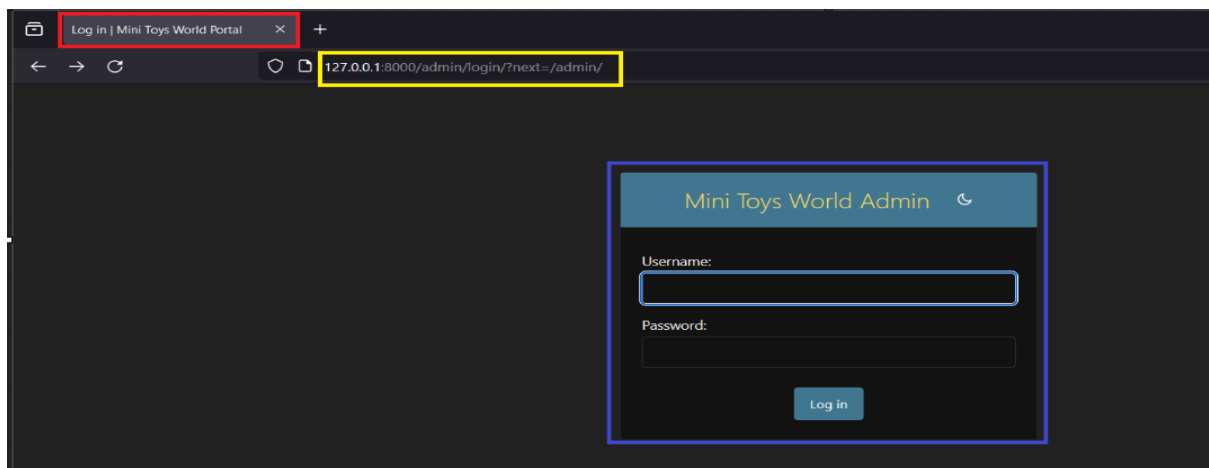 Log in | Mini Toys World Portal
127.0.0.1:8000/admin/login/?next=/admin/
Mini Toys World Admin
Username:
Password:
Log in